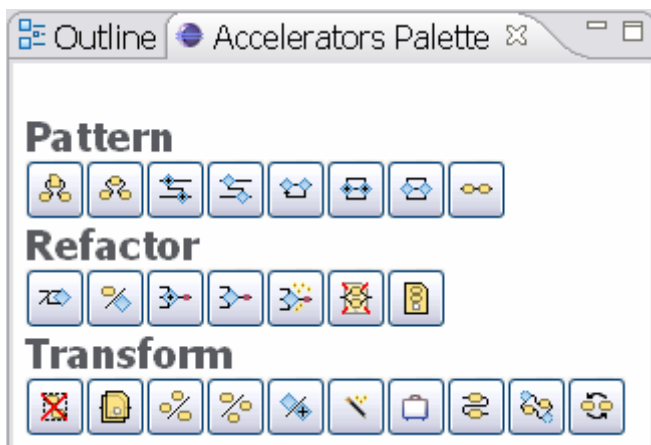 Outline Accelerators Palette
Pattern
Refactor
Transform